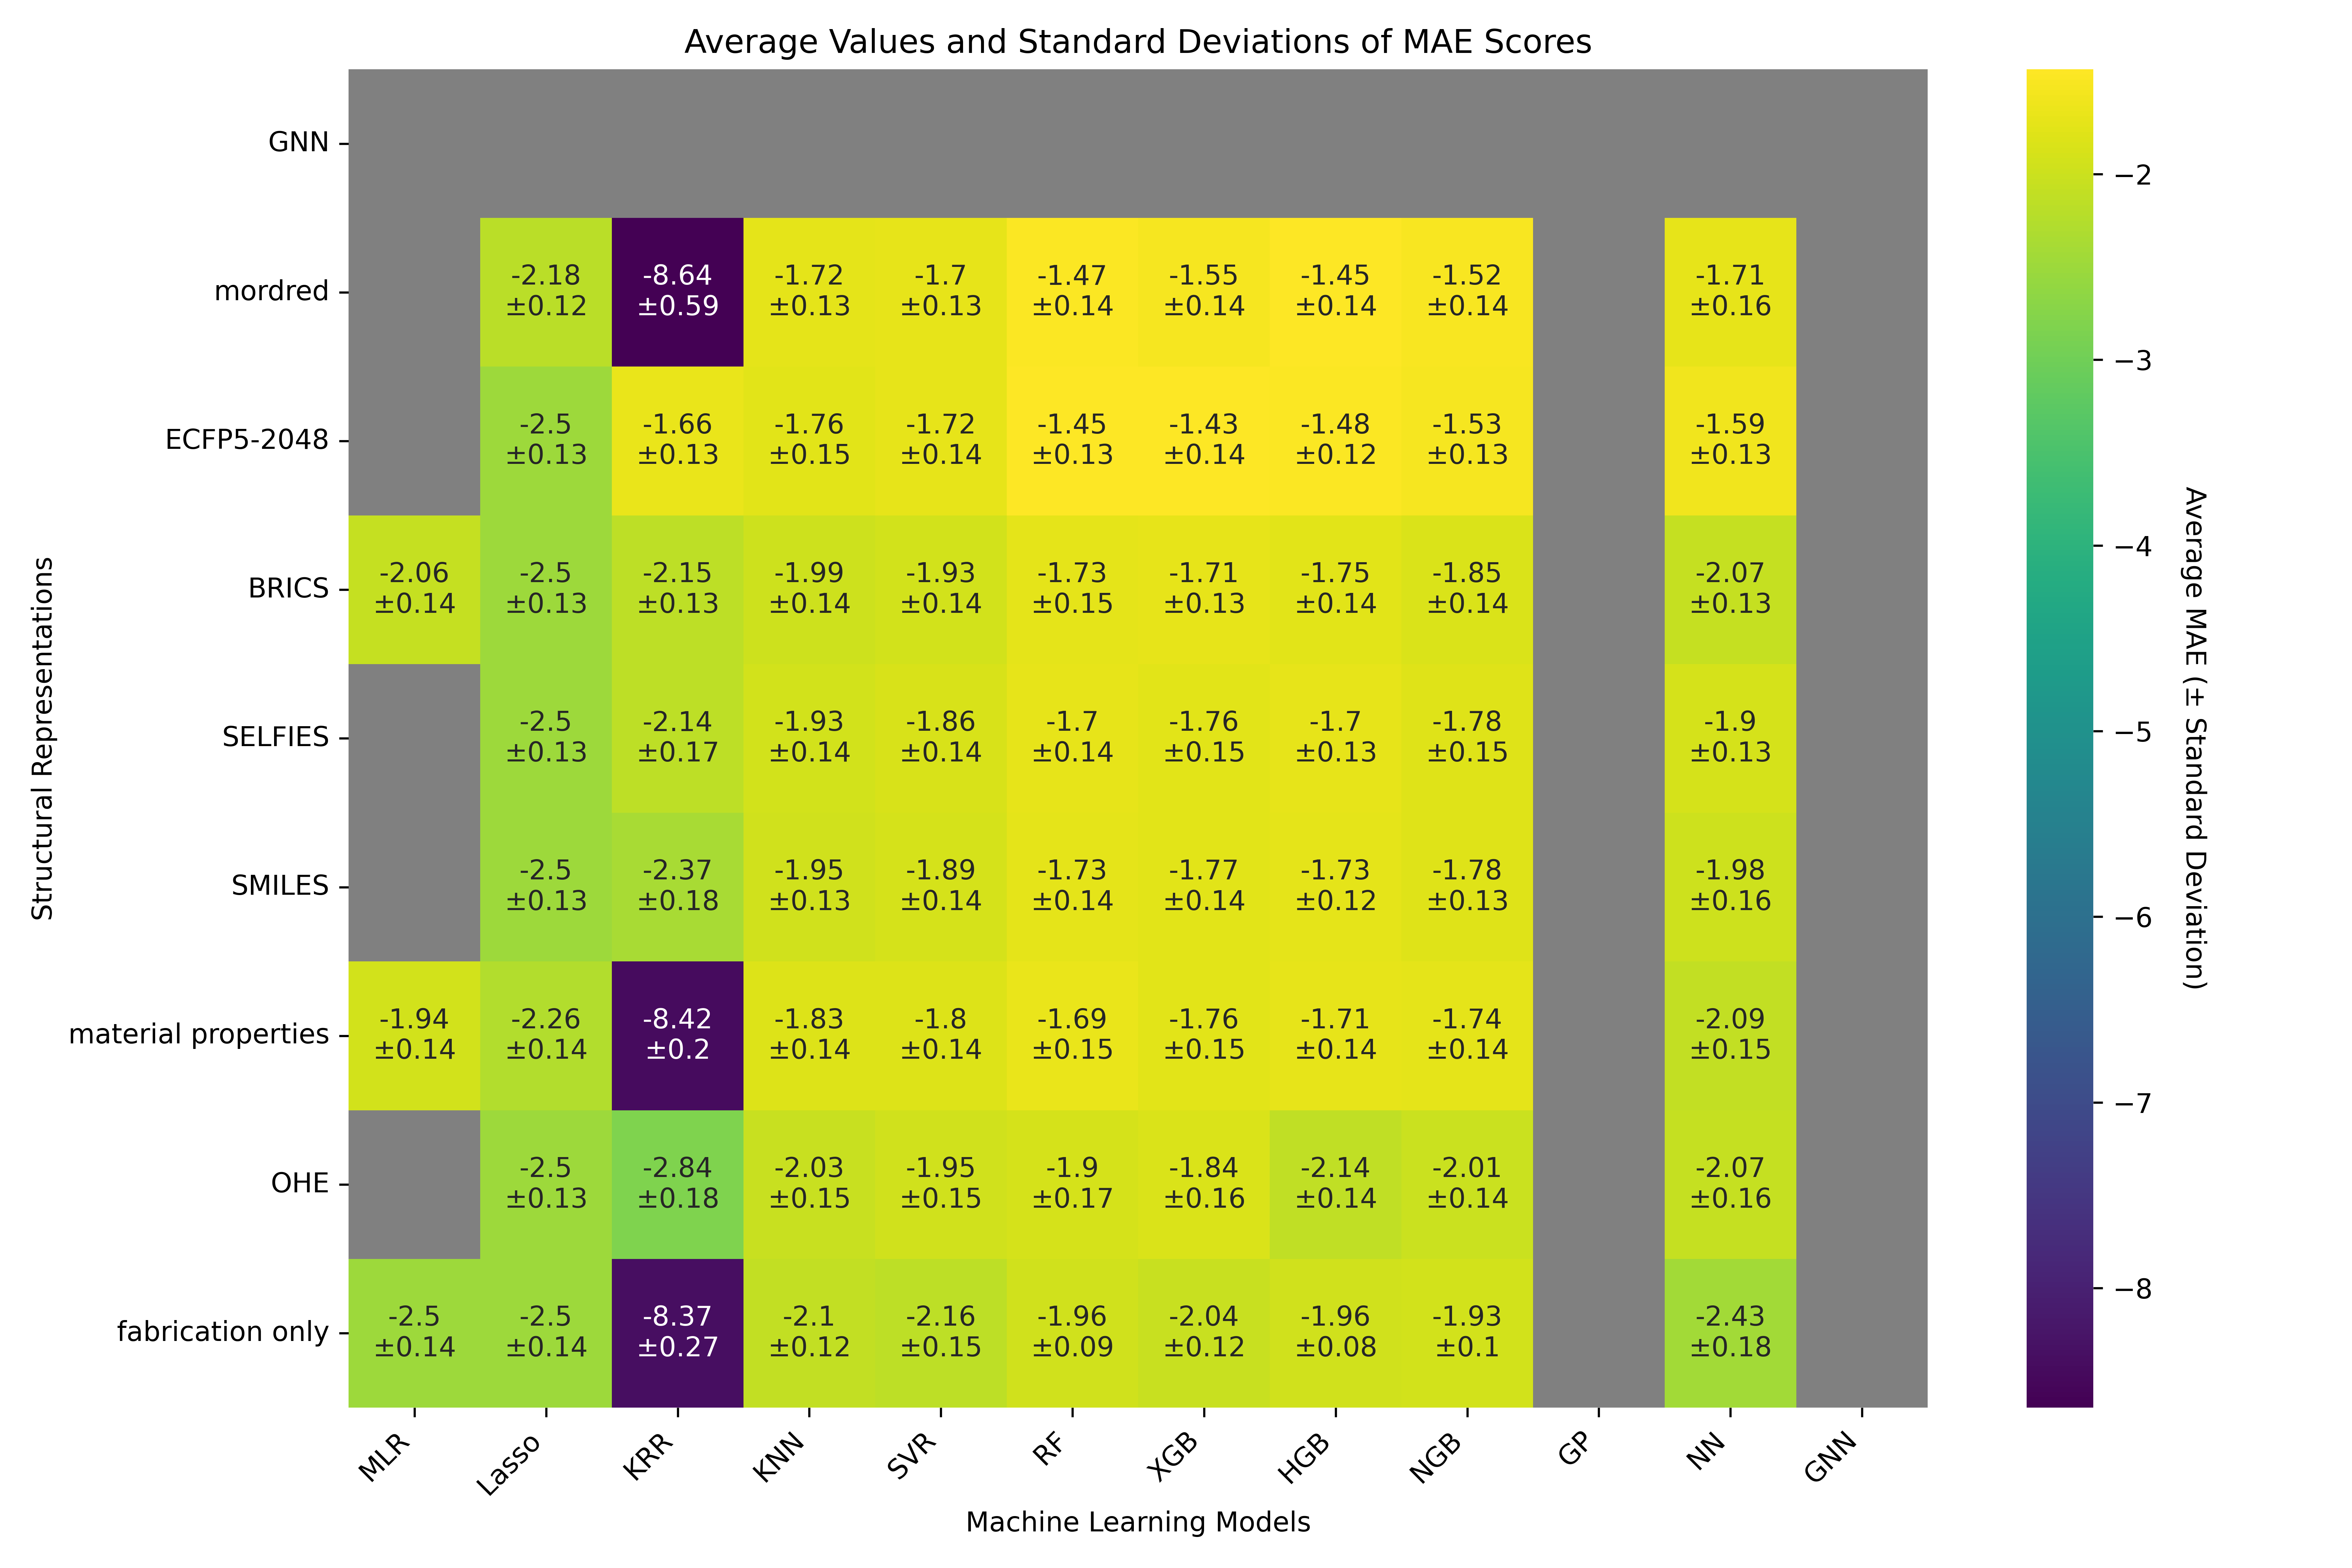 Average Values and Standard Deviations of MAE Scores
Structural Representations
GNN
mordred
-2.18 -8.64 -1.72 -1.7 -1.47 -1.55 -1.45 -1.52 -1.71
±0.12 ±0.59 ±0.13 ±0.13 ±0.14 ±0.14 ±0.14 ±0.14 ±0.16
ECFP5-2048
-2.5 -1.66 -1.76 -1.72 -1.45 -1.43 -1.48 -1.53 -1.59
±0.13 ±0.13 ±0.15 ±0.14 ±0.13 ±0.14 ±0.12 ±0.13 ±0.13
BRICS
-2.06 -2.5 -2.15 -1.99 -1.93 -1.73 -1.71 -1.75 -1.85 -2.07
±0.14 ±0.13 ±0.13 ±0.14 ±0.14 ±0.15 ±0.13 ±0.14 ±0.14 ±0.13
SELFIES
-2.5 -2.14 -1.93 -1.86 -1.7 -1.76 -1.7 -1.78 -1.9
±0.13 ±0.17 ±0.14 ±0.14 ±0.14 ±0.15 ±0.13 ±0.15 ±0.13
SMILES
-2.5 -2.37 -1.95 -1.89 -1.73 -1.77 -1.73 -1.78 -1.98
±0.13 ±0.18 ±0.13 ±0.14 ±0.14 ±0.14 ±0.12 ±0.13 ±0.16
material properties
-1.94 -2.26 -8.42 -1.83 -1.8 -1.69 -1.76 -1.71 -1.74 -2.09
±0.14 ±0.14 ±0.2 ±0.14 ±0.14 ±0.15 ±0.15 ±0.14 ±0.14 ±0.15
OHE
-2.5 -2.84 -2.03 -1.95 -1.9 -1.84 -2.14 -2.01 -2.07
±0.13 ±0.18 ±0.15 ±0.15 ±0.17 ±0.16 ±0.14 ±0.14 ±0.16
fabrication only
-2.5 -2.5 -8.37 -2.1 -2.16 -1.96 -2.04 -1.96 -1.93 -2.43
±0.14 ±0.14 ±0.27 ±0.12 ±0.15 ±0.09 ±0.12 ±0.08 ±0.1 ±0.18
MLR Lasso KRR KNN SVR RF XGB HGB NGB GP NN GNN
Machine Learning Models
−2
−3
−4
−5
−6
−7
−8
Average MAE (± Standard Deviation)